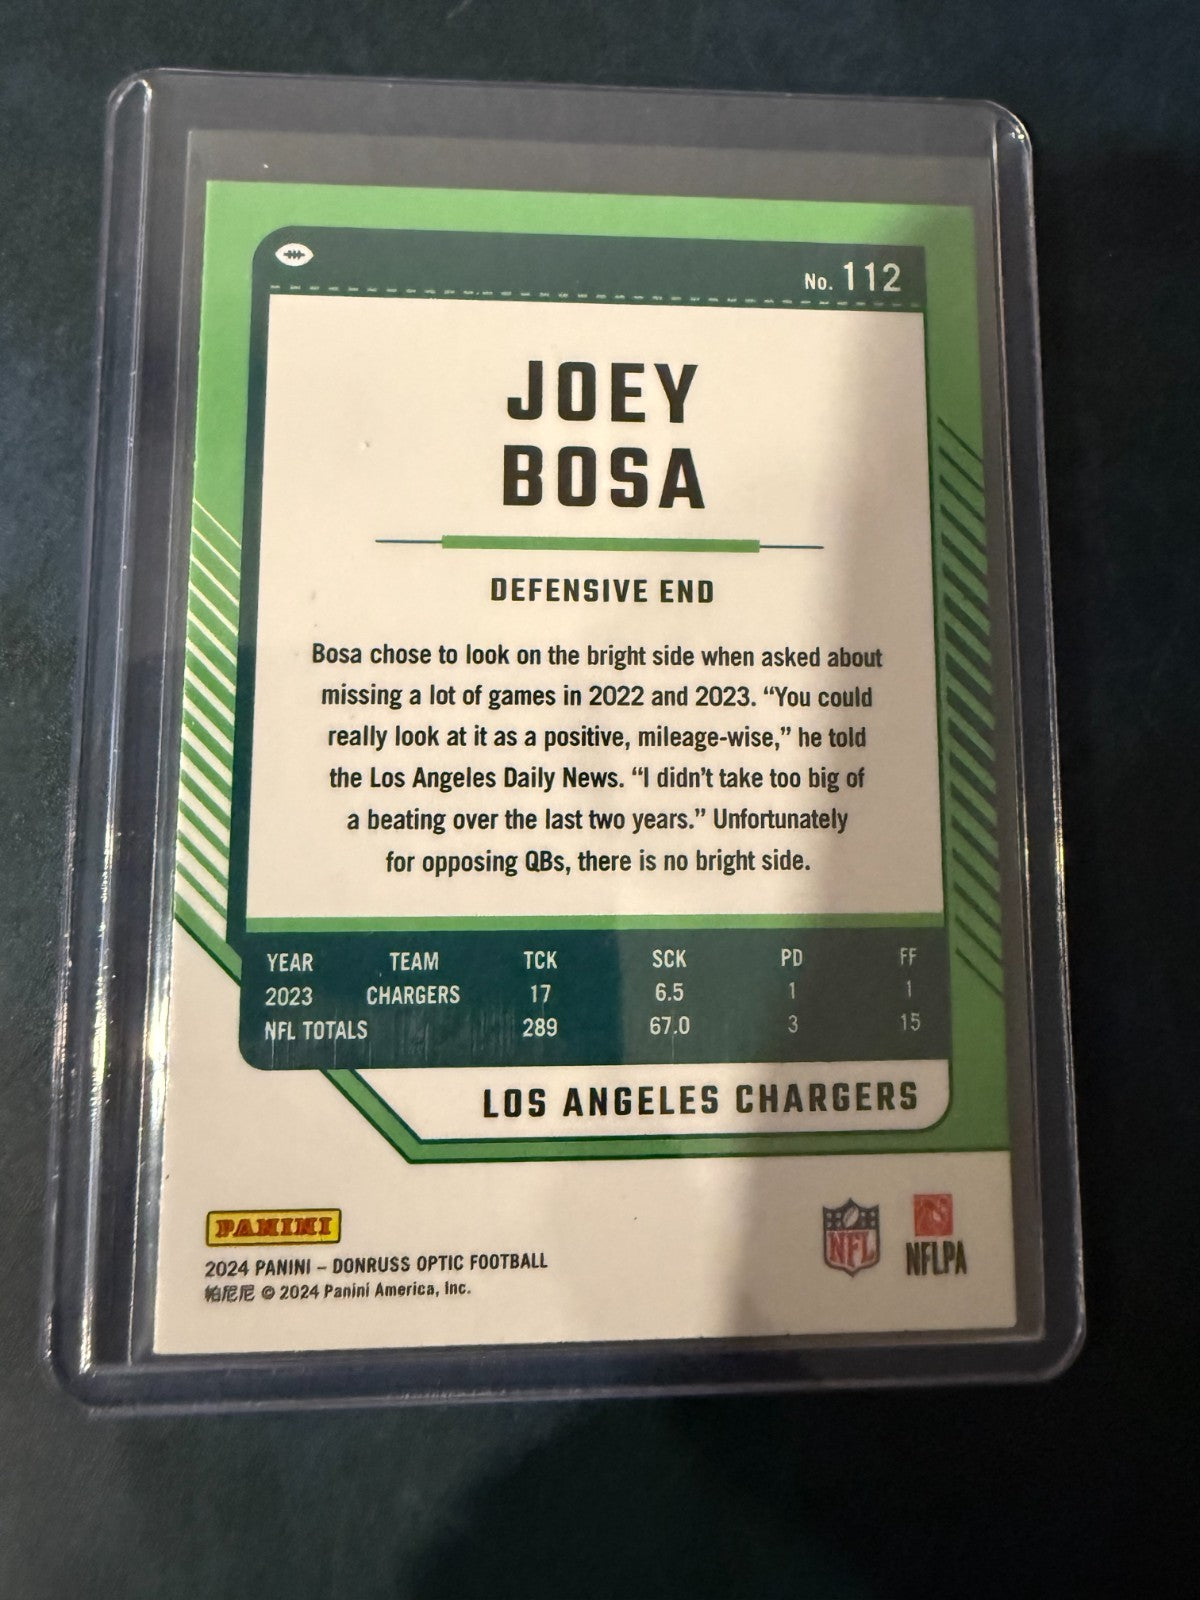 No. 112
JOEY
BOSA
DEFENSIVE END
Bosa chose to look on the bright side when asked about
missing a lot of games in 2022 and 2023. “You could
really look at it as a positive, mileage-wise,” he told
the Los Angeles Daily News. “I didn’t take too big of
a beating over the last two years.” Unfortunately
for opposing QBs, there is no bright side.
YEAR TEAM TCK SCK PD FF
2023 CHARGERS 17 6.5 1 1
NFL TOTALS 289 67.0 3 15
LOS ANGELES CHARGERS
PANINI
NFL
NFLPA
2024 PANINI – DONRUSS OPTIC FOOTBALL
帕尼尼 © 2024 Panini America, Inc.